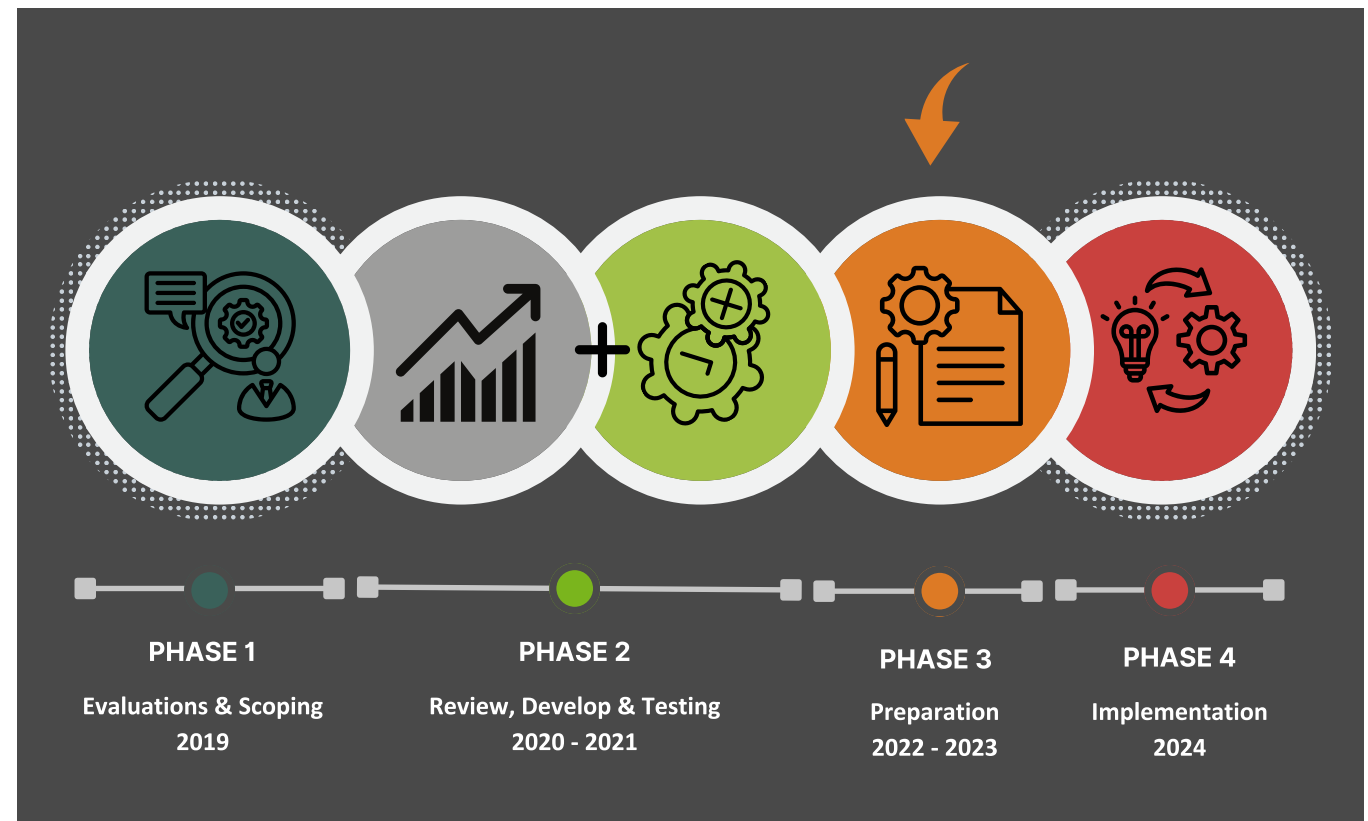 PHASE 1
Evaluations & Scoping
2019
PHASE 2
Review, Develop & Testing
2020 - 2021
PHASE 3
Preparation
2022 - 2023
PHASE 4
Implementation
2024